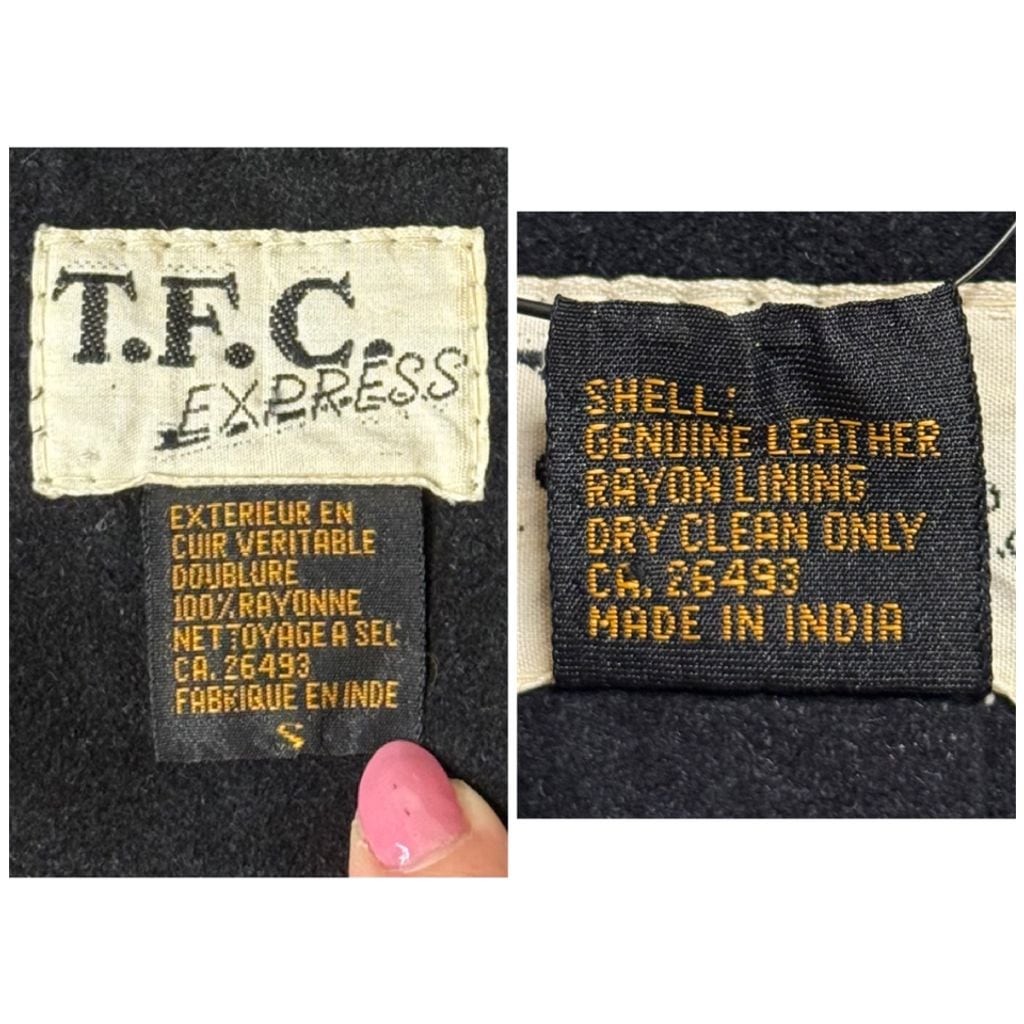 T.F.C.
EXPRESS
EXTERIEUR EN
CUIR VERITABLE
DOUBLURE
100% RAYONNE
NETTOYAGE A SEC
CA. 26493
FABRIQUE EN INDE
S
SHELL:
GENUINE LEATHER
RAYON LINING
DRY CLEAN ONLY
CA. 26493
MADE IN INDIA